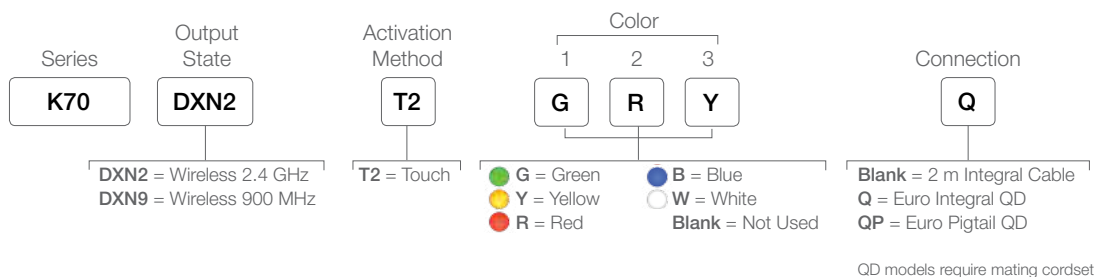 Color
Series
Output State
Activation Method
1 2 3
Connection
K70 DXN2 T2 G R Y Q
DXN2 = Wireless 2.4 GHz
DXN9 = Wireless 900 MHz
T2 = Touch
G = Green
Y = Yellow
R = Red
B = Blue
W = White
Blank = Not Used
Blank = 2 m Integral Cable
Q = Euro Integral QD
QP = Euro Pigtail QD
QD models require mating cordset